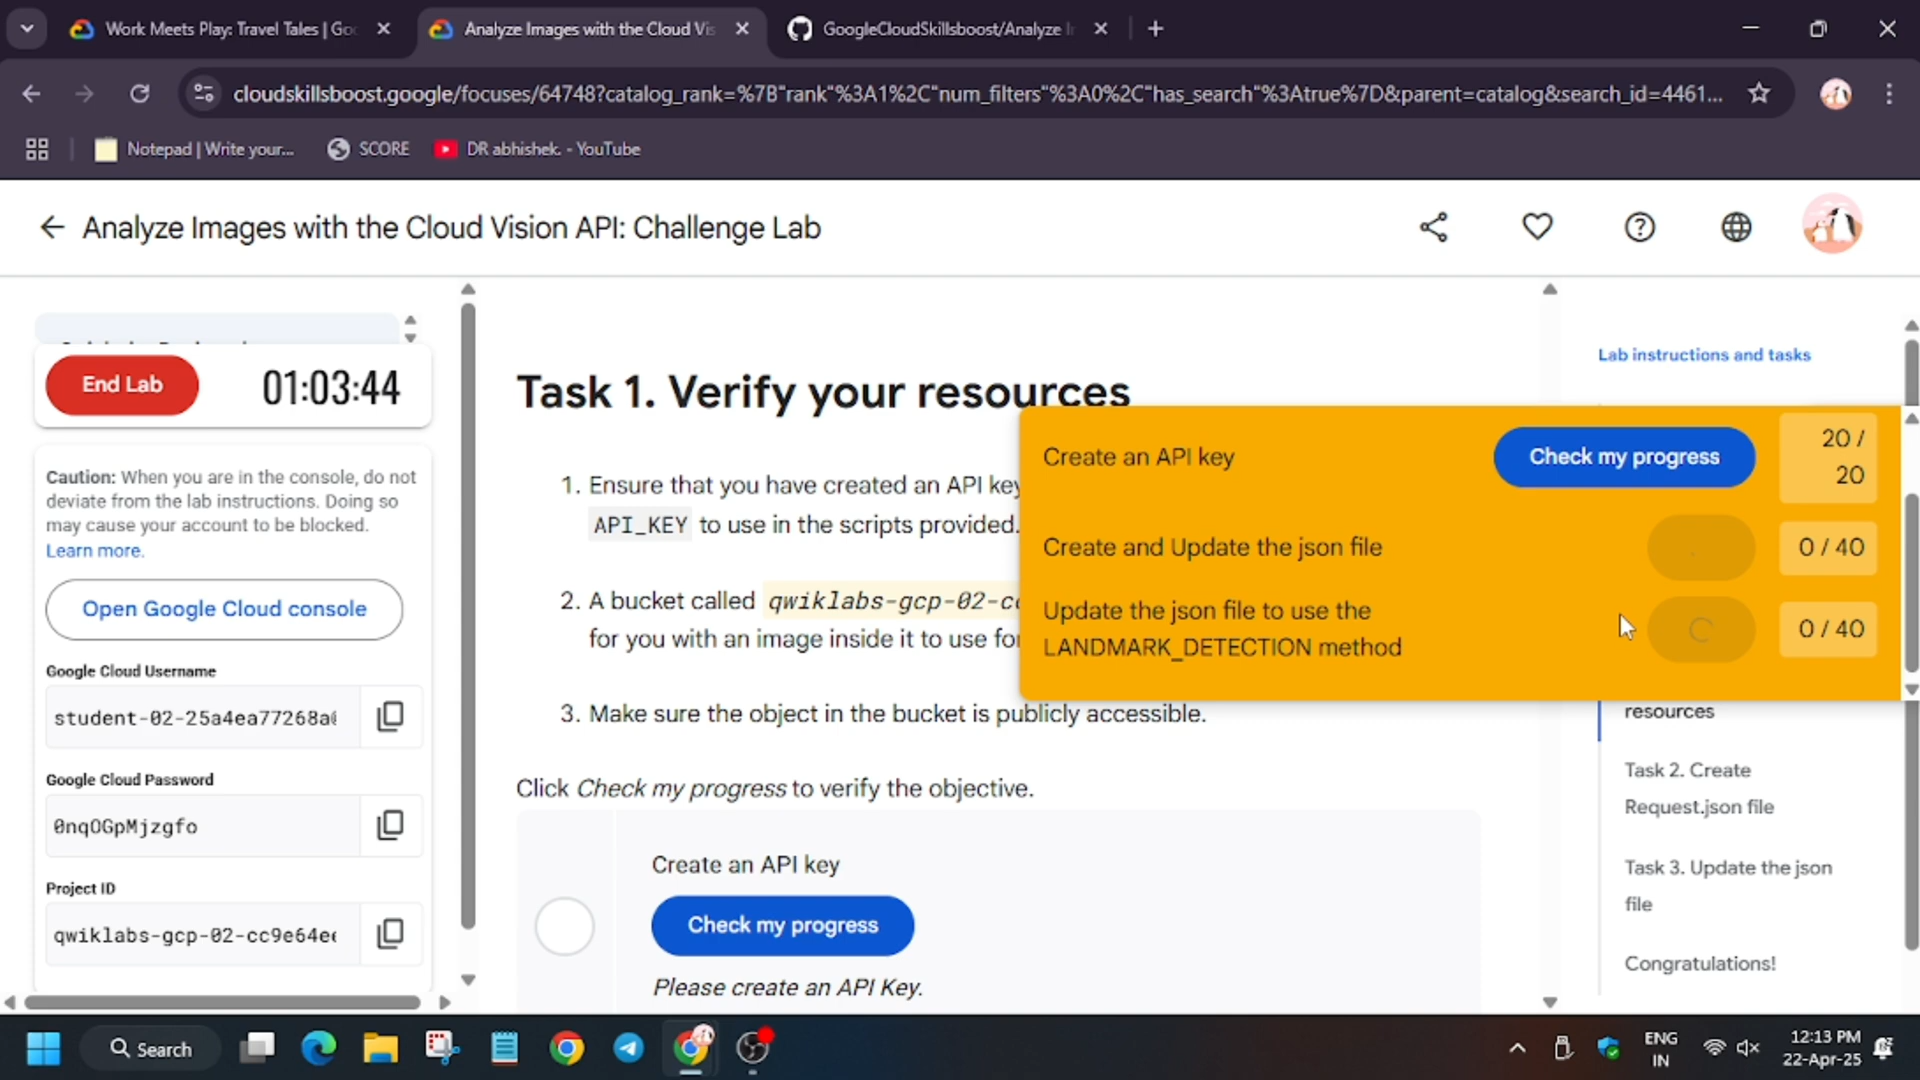 Work Meets Play: Travel Tales | Go
Analyze Images with the Cloud Vis
GoogleCloudSkillsboost/Analyze I
cloudskillsboost.google/focuses/64748?catalog_rank=%7B"rank"%3A1%2C"num_filters"%3A0%2C"has_search"%3Atrue%7D&parent=catalog&search_id=4461...
Notepad | Write your...
SCORE
DR abhishek. - YouTube
Analyze Images with the Cloud Vision API: Challenge Lab
End Lab
01:03:44
Caution: When you are in the console, do not
deviate from the lab instructions. Doing so
may cause your account to be blocked.
Learn more.
Open Google Cloud console
Google Cloud Username
student-02-25a4ea77268a
Google Cloud Password
0nqOGpMjzgfo
Project ID
qwiklabs-gcp-02-cc9e64e
Task 1. Verify your resources
1. Ensure that you have created an API key
API_KEY to use in the scripts provided.
2. A bucket called qwiklabs-gcp-02-c
for you with an image inside it to use fo
3. Make sure the object in the bucket is publicly accessible.
Click Check my progress to verify the objective.
Create an API key
Check my progress
Please create an API Key.
Create an API key
Check my progress
20 /
20
Create and Update the json file
0 / 40
Update the json file to use the
LANDMARK_DETECTION method
0 / 40
Lab instructions and tasks
resources
Task 2. Create
Request.json file
Task 3. Update the json
file
Congratulations!
Search
ENG
IN
12:13 PM
22-Apr-25